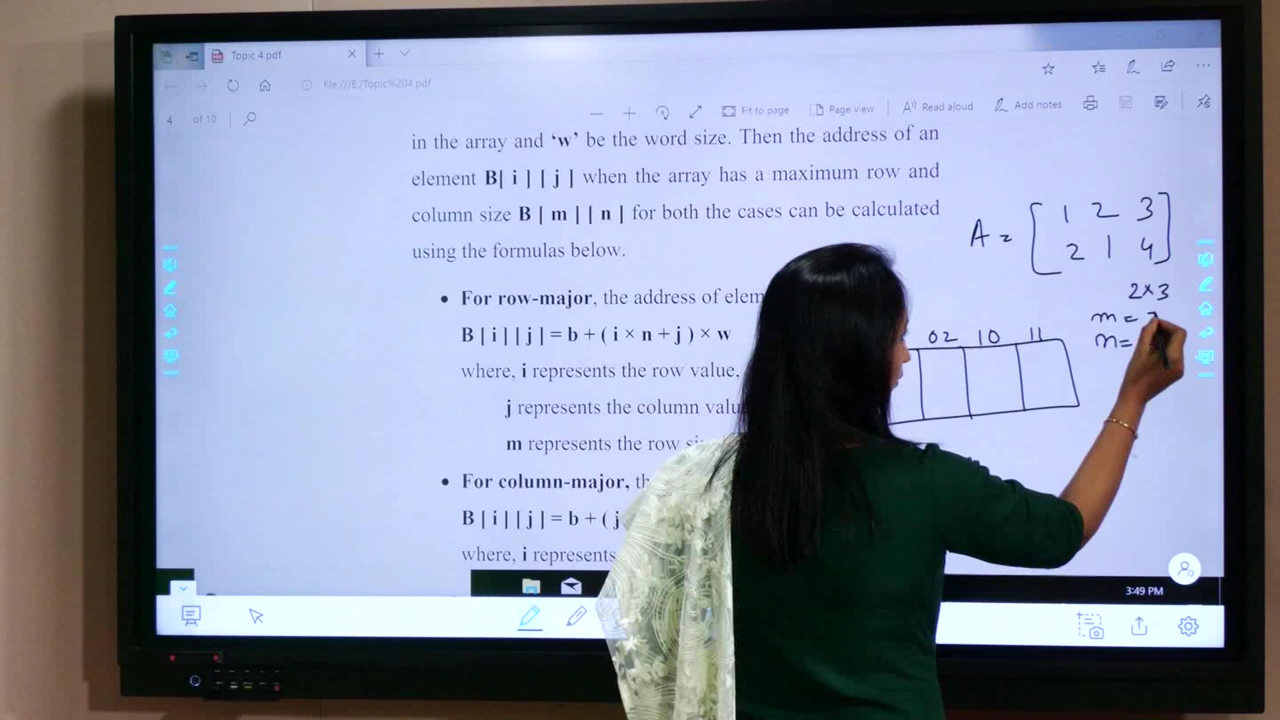 Topic 4.pdf
file:///E:/Topic%204.pdf
4 of 10
Fit to page
Page view
Read aloud
Add notes
in the array and ‘w’ be the word size. Then the address of an
element B[ i ] [ j ] when the array has a maximum row and
column size B [ m ] [ n ] for both the cases can be calculated
using the formulas below.
• For row-major, the address of elem
B[ i ] [ j ] = b + ( i × n + j ) × w
where, i represents the row value,
j represents the column valu
m represents the row si
• For column-major, th
B [ i ] [ j ] = b + ( j
where, i represents
A = [ 1 2 3
2 1 4 ]
2×3
m =
n =
02 10 11
3:49 PM